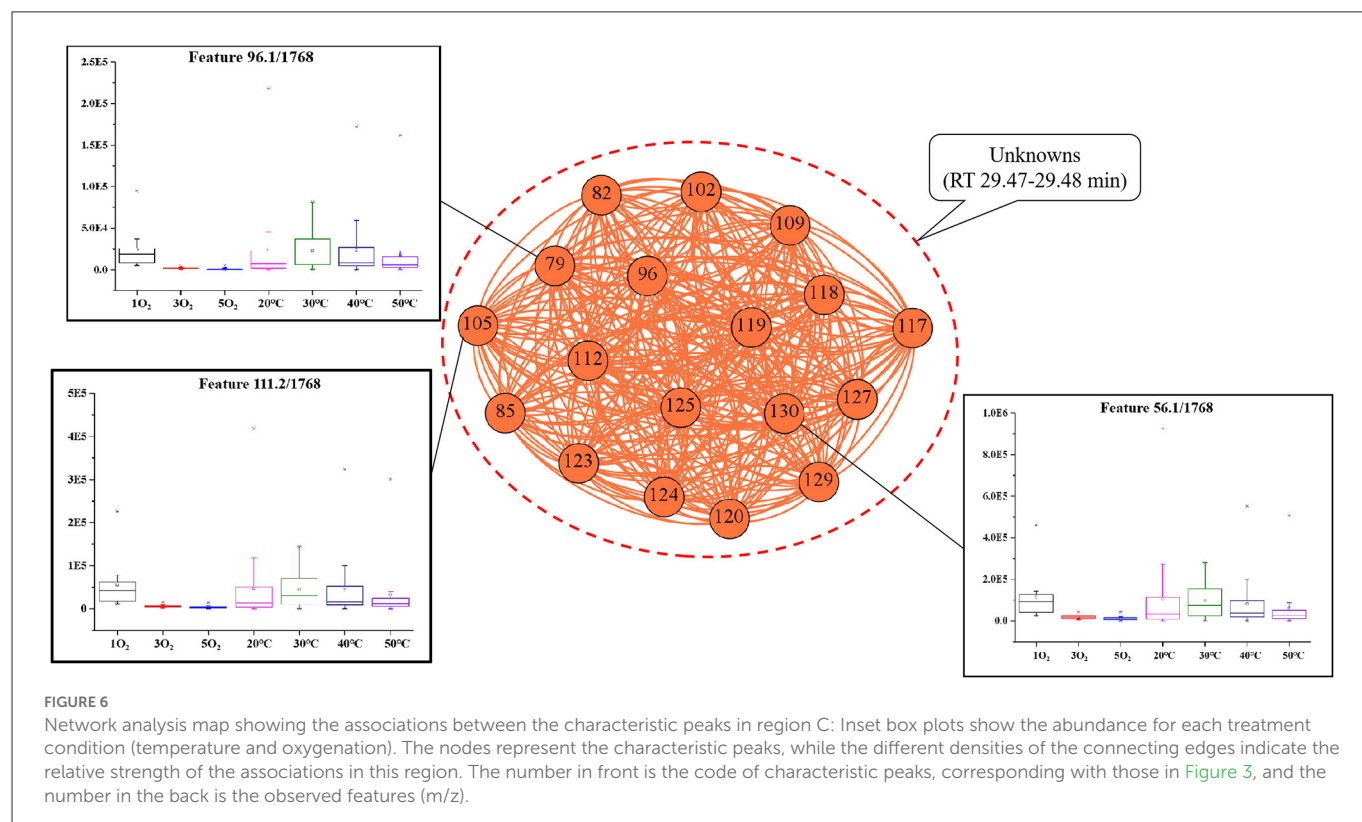 Feature 96.1/1768
2.5E5
2.0E5
1.5E5
1.0E5
5.0E4
0.0
1O₂ 3O₂ 5O₂ 20°C 30°C 40°C 50°C
Unknowns
(RT 29.47-29.48 min)
82
102
109
79
96
118
105
119
117
112
127
85
125
130
123
129
124
120
Feature 111.2/1768
5E5
4E5
3E5
2E5
1E5
0
1O₂ 3O₂ 5O₂ 20°C 30°C 40°C 50°C
Feature 56.1/1768
1.0E6
8.0E5
6.0E5
4.0E5
2.0E5
0.0
1O₂ 3O₂ 5O₂ 20°C 30°C 40°C 50°C
FIGURE 6
Network analysis map showing the associations between the characteristic peaks in region C: Inset box plots show the abundance for each treatment
condition (temperature and oxygenation). The nodes represent the characteristic peaks, while the different densities of the connecting edges indicate the
relative strength of the associations in this region. The number in front is the code of characteristic peaks, corresponding with those in Figure 3, and the
number in the back is the observed features (m/z).